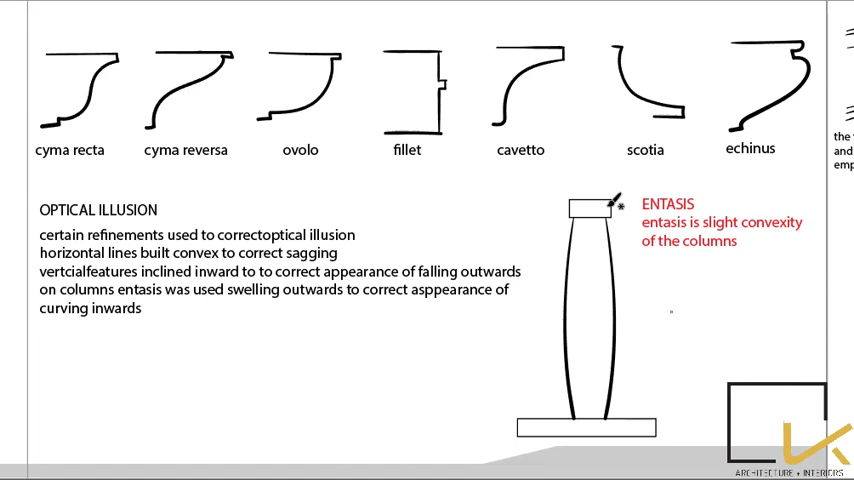 cyma recta
cyma reversa
ovolo
fillet
cavetto
scotia
echinus
the
and
emp
OPTICAL ILLUSION
certain refinements used to correctoptical illusion
horizontal lines built convex to correct sagging
vertcialfeatures inclined inward to to correct appearance of falling outwards
on columns entasis was used swelling outwards to correct asppearance of
curving inwards
ENTASIS
entasis is slight convexity
of the columns
ARCHITECTURE + INTERIORS